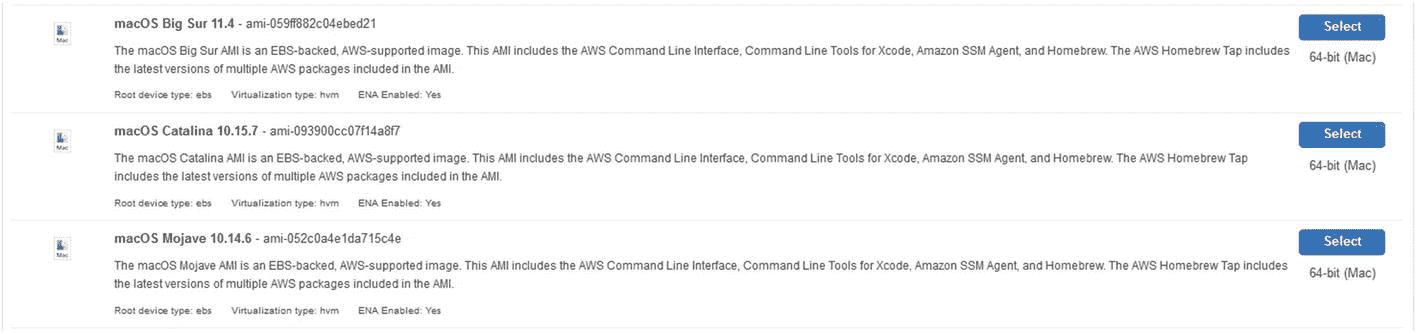 macOS Big Sur 11.4 - ami-059ff882c04ebed21
Select
Mac
The macOS Big Sur AMI is an EBS-backed, AWS-supported image. This AMI includes the AWS Command Line Interface, Command Line Tools for Xcode, Amazon SSM Agent, and Homebrew. The AWS Homebrew Tap includes
64-bit (Mac)
the latest versions of multiple AWS packages included in the AMI.
Root device type: ebs Virtualization type: hvm ENA Enabled: Yes
macOS Catalina 10.15.7 - ami-093900cc07f14a8f7
Select
Mac
The macOS Catalina AMI is an EBS-backed, AWS-supported image. This AMI includes the AWS Command Line Interface, Command Line Tools for Xcode, Amazon SSM Agent, and Homebrew. The AWS Homebrew Tap
64-bit (Mac)
includes the latest versions of multiple AWS packages included in the AMI.
Root device type: ebs Virtualization type: hvm ENA Enabled: Yes
macOS Mojave 10.14.6 - ami-052c0a4e1da715c4e
Select
Mac
The macOS Mojave AMI is an EBS-backed, AWS-supported image. This AMI includes the AWS Command Line Interface, Command Line Tools for Xcode, Amazon SSM Agent, and Homebrew. The AWS Homebrew Tap includes
64-bit (Mac)
the latest versions of multiple AWS packages included in the AMI.
Root device type: ebs Virtualization type: hvm ENA Enabled: Yes